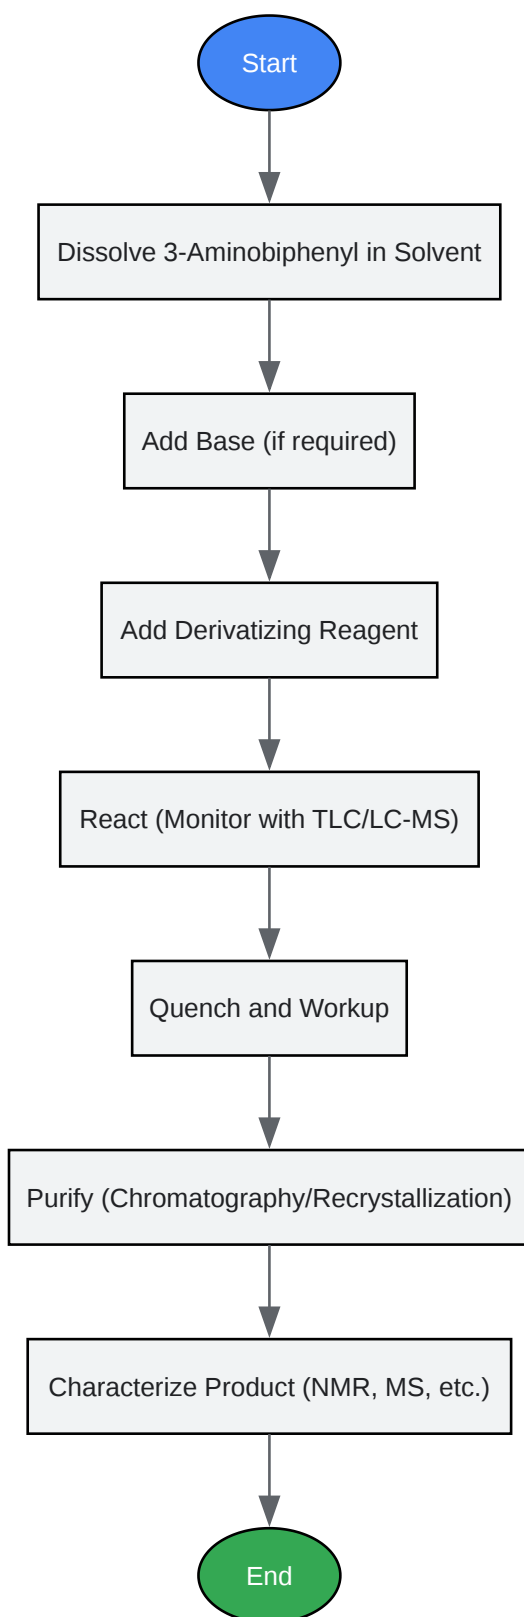 Start
Dissolve 3-Aminobiphenyl in Solvent
Add Base (if required)
Add Derivatizing Reagent
React (Monitor with TLC/LC-MS)
Quench and Workup
Purify (Chromatography/Recrystallization)
Characterize Product (NMR, MS, etc.)
End